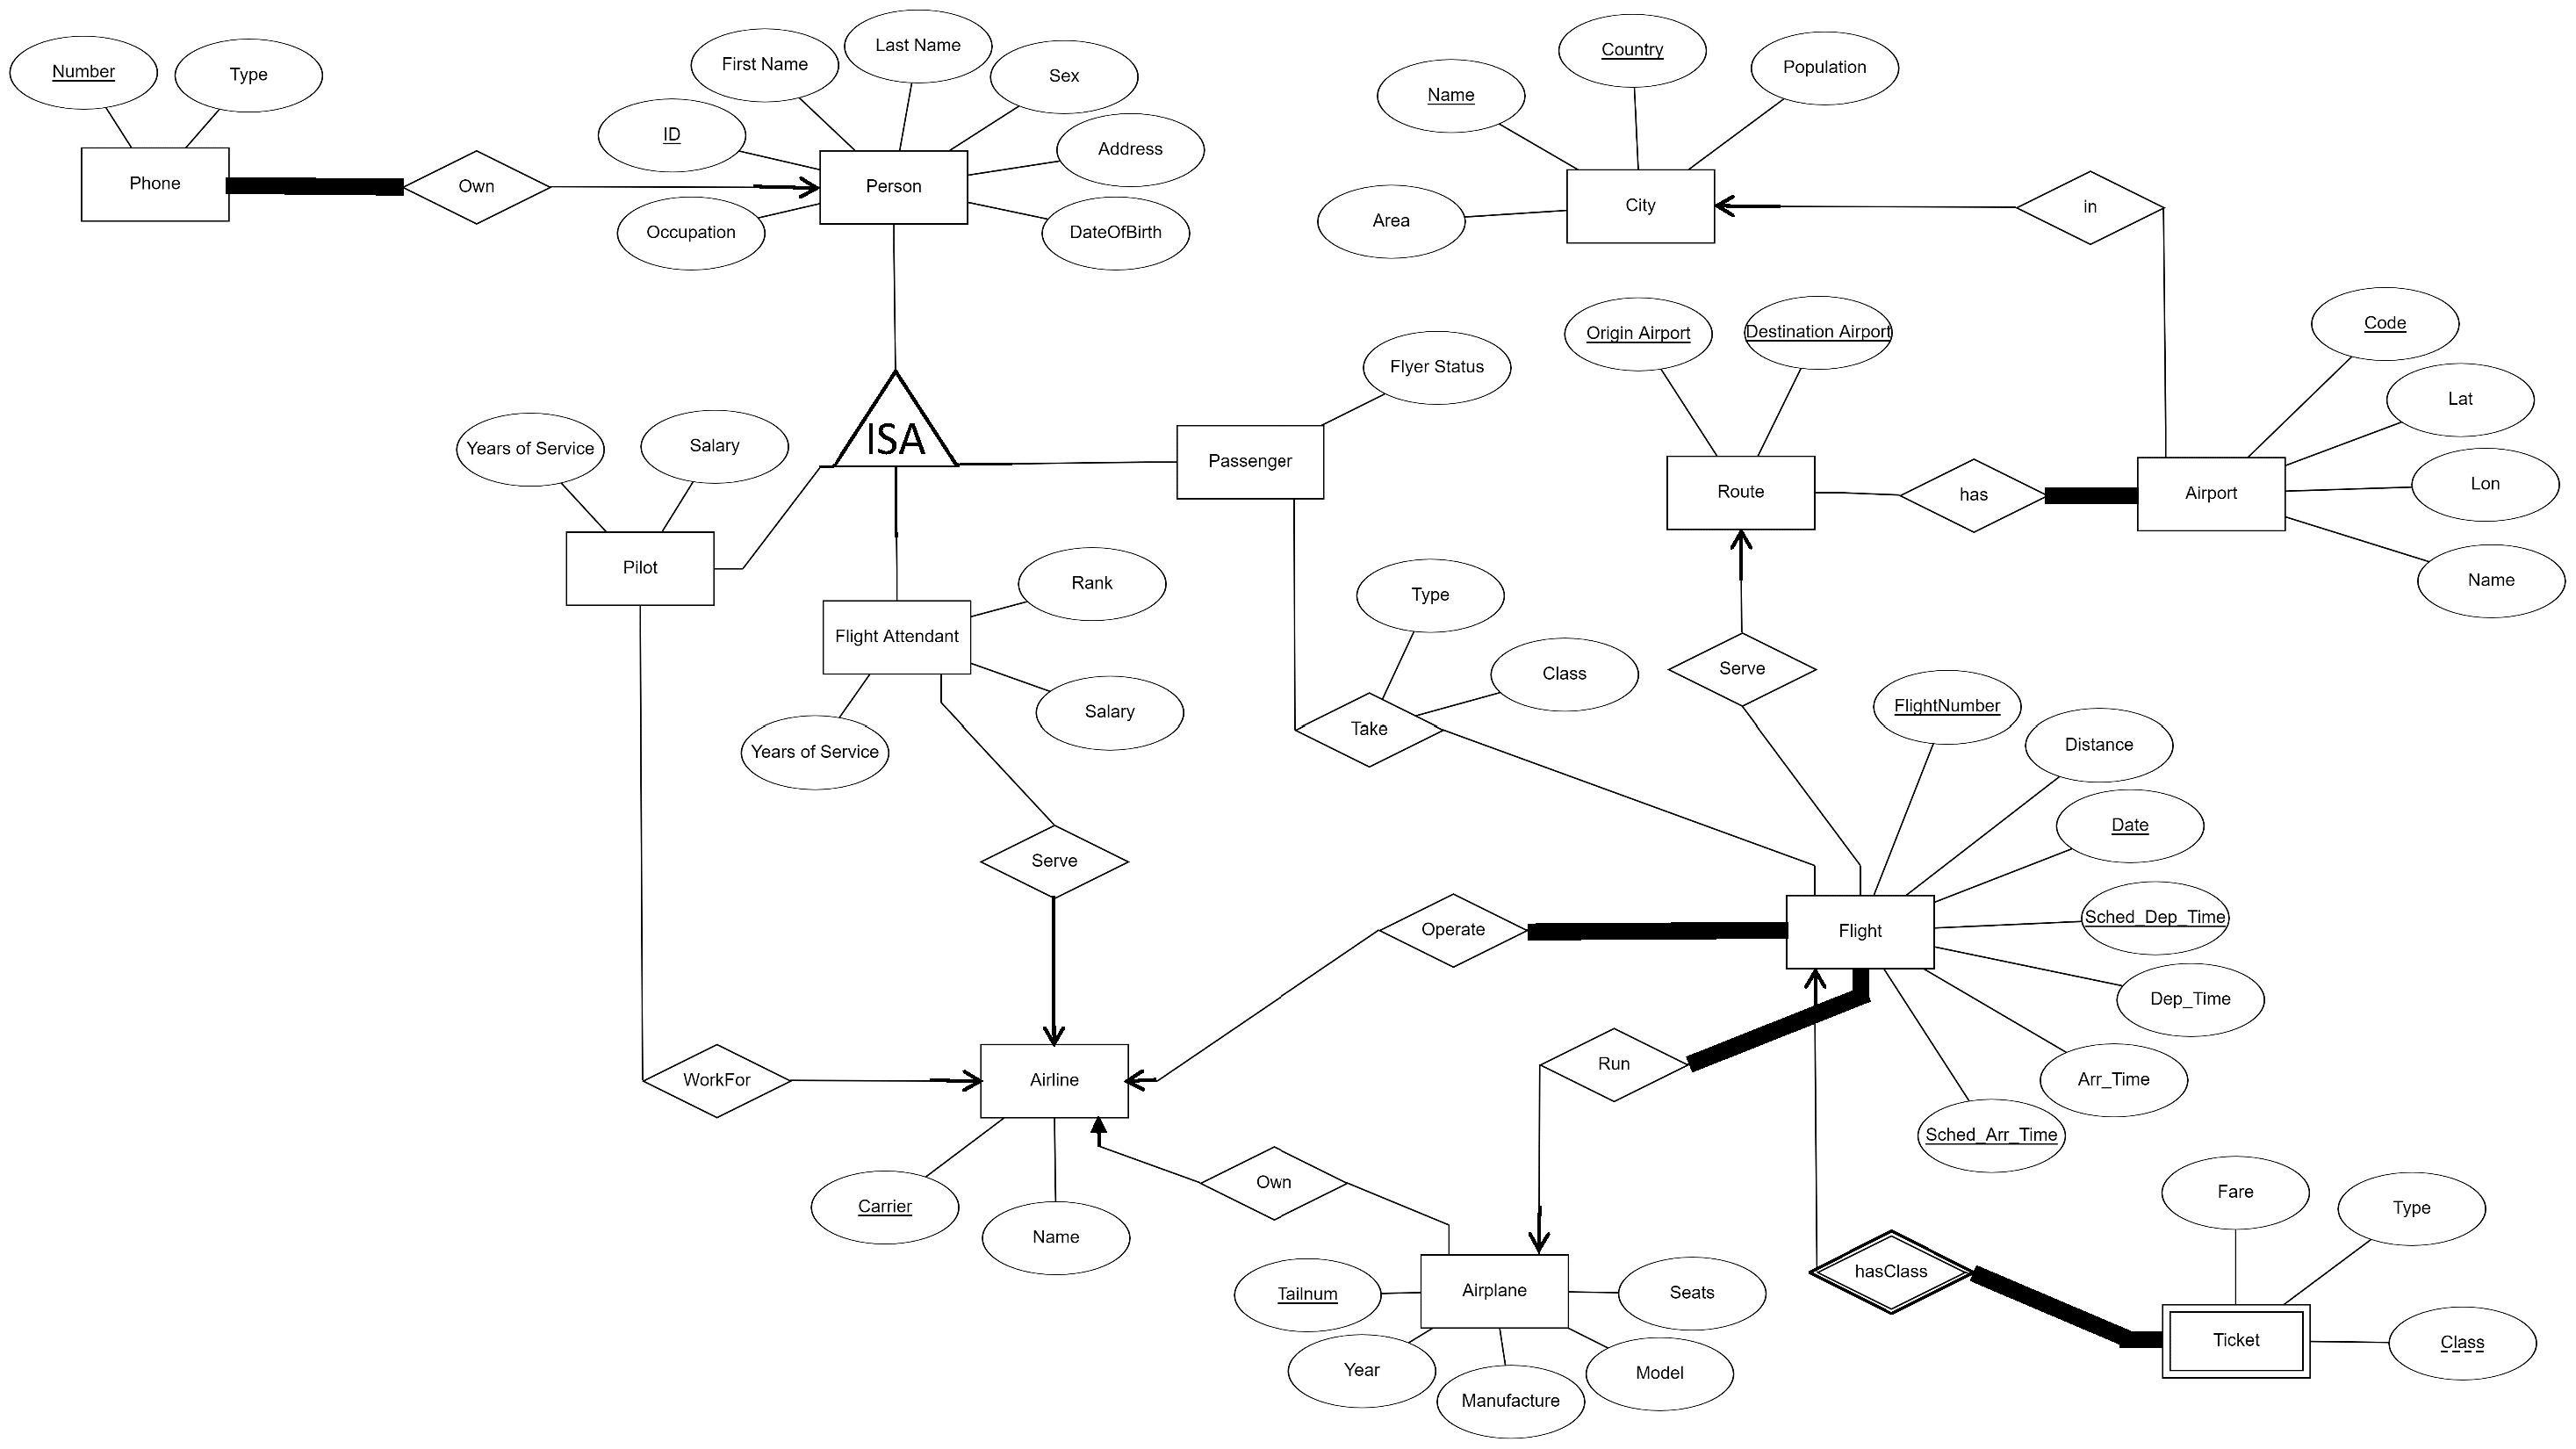 Number
Type
Phone
Own
First Name
Last Name
Sex
ID
Address
Person
Occupation
DateOfBirth
Country
Population
Name
City
Area
in
ISA
Years of Service
Salary
Pilot
Passenger
Flyer Status
Origin Airport
Destination Airport
Route
has
Airport
Code
Lat
Lon
Name
Flight Attendant
Rank
Salary
Years of Service
Type
Class
Take
Serve
Serve
FlightNumber
Distance
Date
Sched_Dep_Time
Dep_Time
Arr_Time
Sched_Arr_Time
Flight
Operate
Run
WorkFor
Airline
Carrier
Name
Own
Tailnum
Airplane
Seats
Year
Manufacture
Model
hasClass
Fare
Type
Ticket
Class